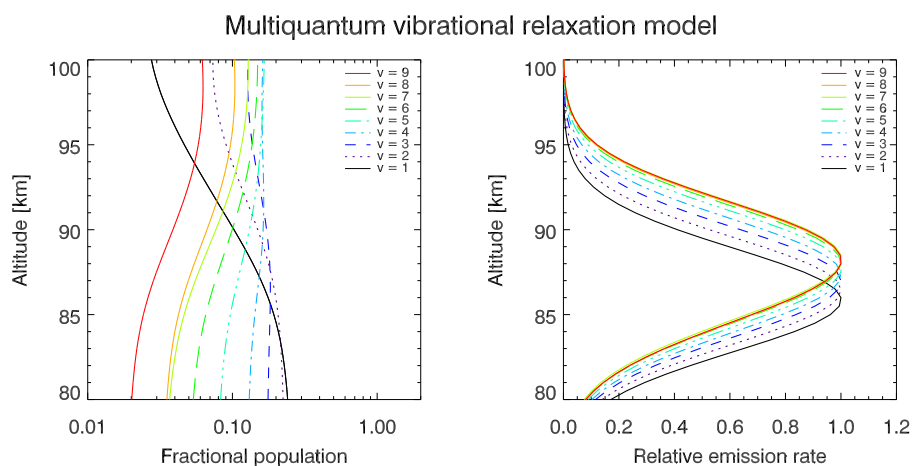 Multiquantum vibrational relaxation model
100
95
90
85
80
Altitude [km]
0.01
0.10
1.00
Fractional population
v = 9
v = 8
v = 7
v = 6
v = 5
v = 4
v = 3
v = 2
v = 1
100
95
90
85
80
Altitude [km]
0.0
0.2
0.4
0.6
0.8
1.0
1.2
Relative emission rate
v = 9
v = 8
v = 7
v = 6
v = 5
v = 4
v = 3
v = 2
v = 1